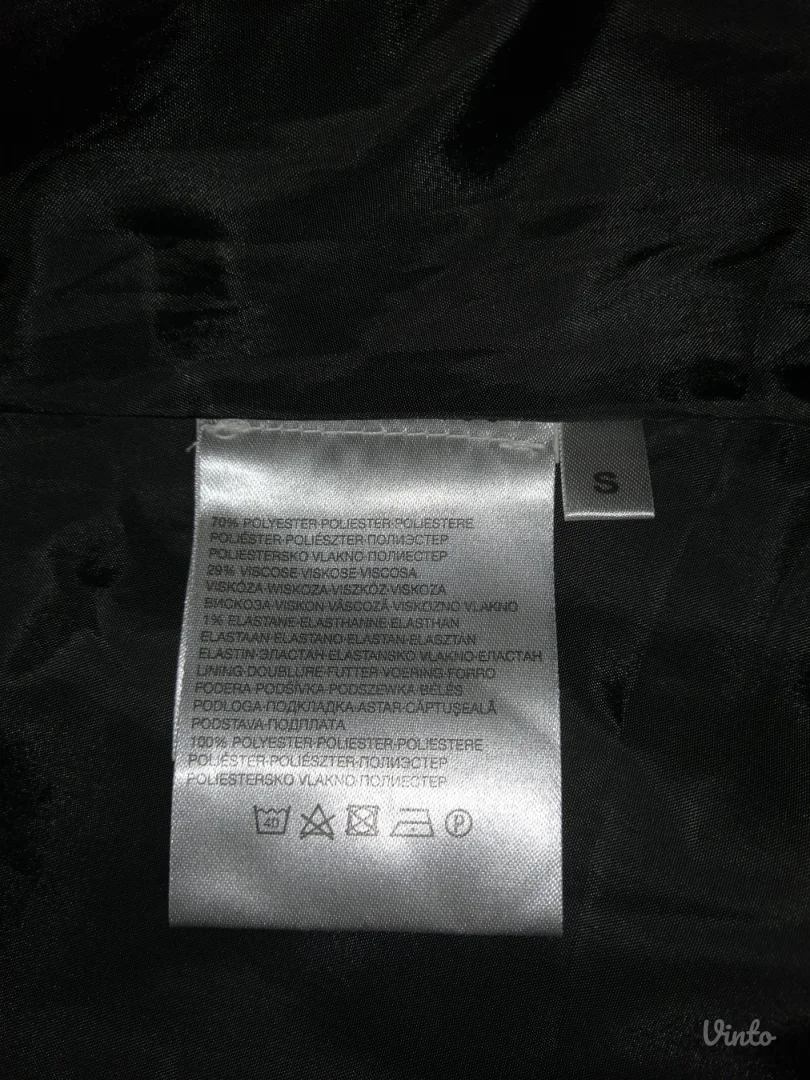 S
70% POLYESTER·POLIESTER·POLIESTERE
POLIÉSTER·POLIÉSZTER·ПОЛИЭСТЕР
POLIESTERSKO VLAKNO·ПОЛИЕСТЕР
29% VISCOSE·VISKOSE·VISCOSA
VISKÓZA·WISKOZA·VISZKÓZ·VISKOZA
ВИСКОЗА·VISKON·VÂSCOZĂ·VISKOZNO VLAKNO
1% ELASTANE·ELASTHANNE·ELASTHAN
ELASTAAN·ELASTANO·ELASTAN·ELASZTÁN
ELASTIN·ЭЛАСТАН·ELASTANSKO VLAKNO·ЕЛАСТАН
LINING·DOUBLURE·FUTTER·VOERING·FORRO
FODERA·PODŠÍVKA·PODSZEWKA·BÉLÉS
PODLOGA·ПОДКЛАДКА·ASTAR·CĂPTUŞEALĂ
PODSTAVA·ПОДПЛАТА
100% POLYESTER·POLIESTER·POLIESTERE
POLIÉSTER·POLIÉSZTER·ПОЛИЭСТЕР
POLIESTERSKO VLAKNO·ПОЛИЕСТЕР
40 P
Vinto